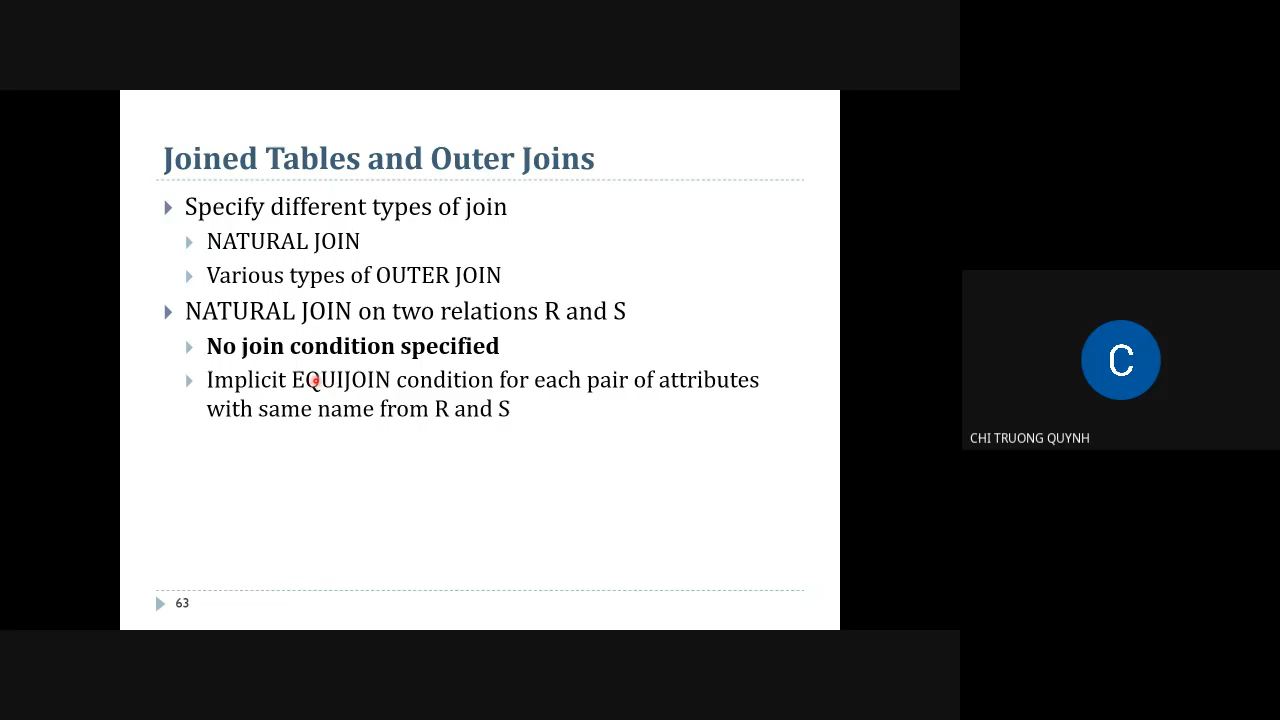 Joined Tables and Outer Joins
Specify different types of join
NATURAL JOIN
Various types of OUTER JOIN
NATURAL JOIN on two relations R and S
No join condition specified
Implicit EQUIJOIN condition for each pair of attributes
with same name from R and S
63
C
CHI TRUONG QUYNH